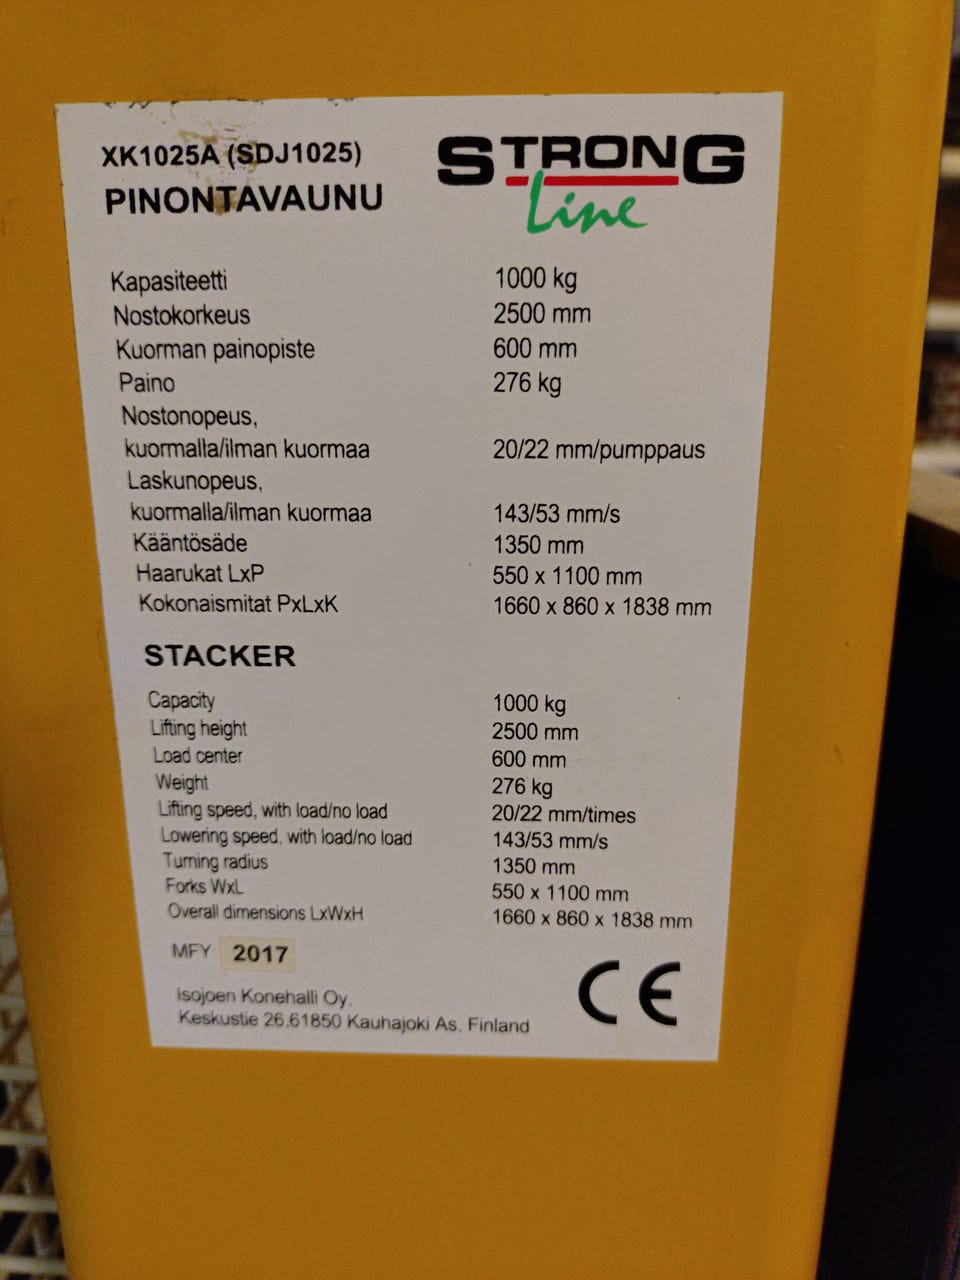 XK1025A (SDJ1025)
PINONTAVAUNU
STRONG
Line
Kapasiteetti 1000 kg
Nostokorkeus 2500 mm
Kuorman painopiste 600 mm
Paino 276 kg
Nostonopeus,
kuormalla/ilman kuormaa 20/22 mm/pumppaus
Laskunopeus,
kuormalla/ilman kuormaa 143/53 mm/s
Kääntösäde 1350 mm
Haarukat LxP 550 x 1100 mm
Kokonaismitat PxLxK 1660 x 860 x 1838 mm
STACKER
Capacity 1000 kg
Lifting height 2500 mm
Load center 600 mm
Weight 276 kg
Lifting speed, with load/no load 20/22 mm/times
Lowering speed, with load/no load 143/53 mm/s
Turning radius 1350 mm
Forks WxL 550 x 1100 mm
Overall dimensions LxWxH 1660 x 860 x 1838 mm
MFY 2017
Isojoen Konehalli Oy,
Keskustie 26,61850 Kauhajoki As, Finland
CE